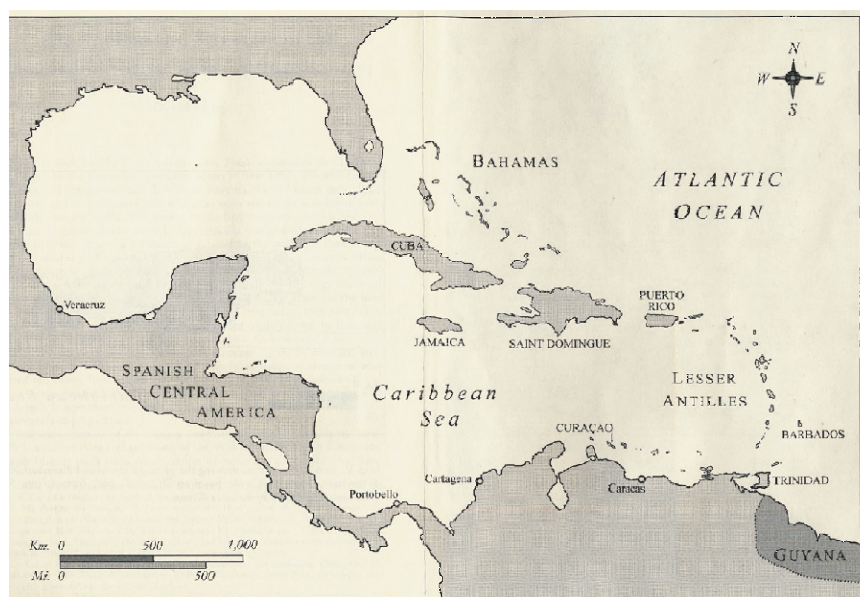 N
W E
S
BAHAMAS
ATLANTIC
OCEAN
CUBA
Veracruz
PUERTO
RICO
JAMAICA
SAINT DOMINGUE
SPANISH
CENTRAL
AMERICA
Caribbean
Sea
LESSER
ANTILLES
CURAÇAO
BARBADOS
Cartagena
Caracas
TRINIDAD
Portobello
Km. 0 500 1,000
Mi. 0 500
GUYANA